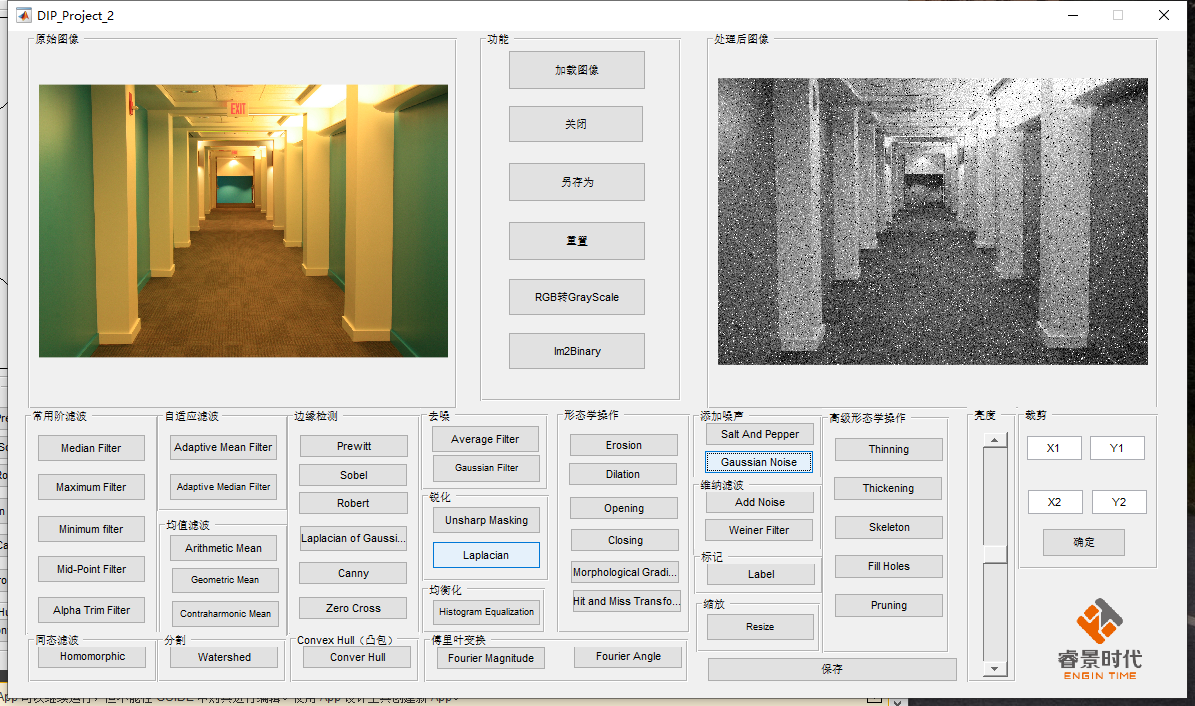 DIP_Project_2
原始图像
EXIT
功能
加载图像
关闭
另存为
重置
RGB转GrayScale
Im2Binary
处理后图像
常用阶滤波
Median Filter
Maximum Filter
Minimum filter
Mid-Point Filter
Alpha Trim Filter
同态滤波
Homomorphic
自适应滤波
Adaptive Mean Filter
Adaptive Median Filter
均值滤波
Arithmetic Mean
Geometric Mean
Contraharmonic Mean
分割
Watershed
边缘检测
Prewitt
Sobel
Robert
Laplacian of Gaussi...
Canny
Zero Cross
Convex Hull（凸包）
Conver Hull
去噪
Average Filter
Gaussian Filter
锐化
Unsharp Masking
Laplacian
均衡化
Histogram Equalization
傅里叶变换
Fourier Magnitude
Fourier Angle
形态学操作
Erosion
Dilation
Opening
Closing
Morphological Gradi...
Hit and Miss Transfo...
添加噪声
Salt And Pepper
Gaussian Noise
维纳滤波
Add Noise
Weiner Filter
标记
Label
缩放
Resize
高级形态学操作
Thinning
Thickening
Skeleton
Fill Holes
Pruning
保存
亮度
裁剪
X1
Y1
X2
Y2
确定
睿景时代
ENGIN TIME